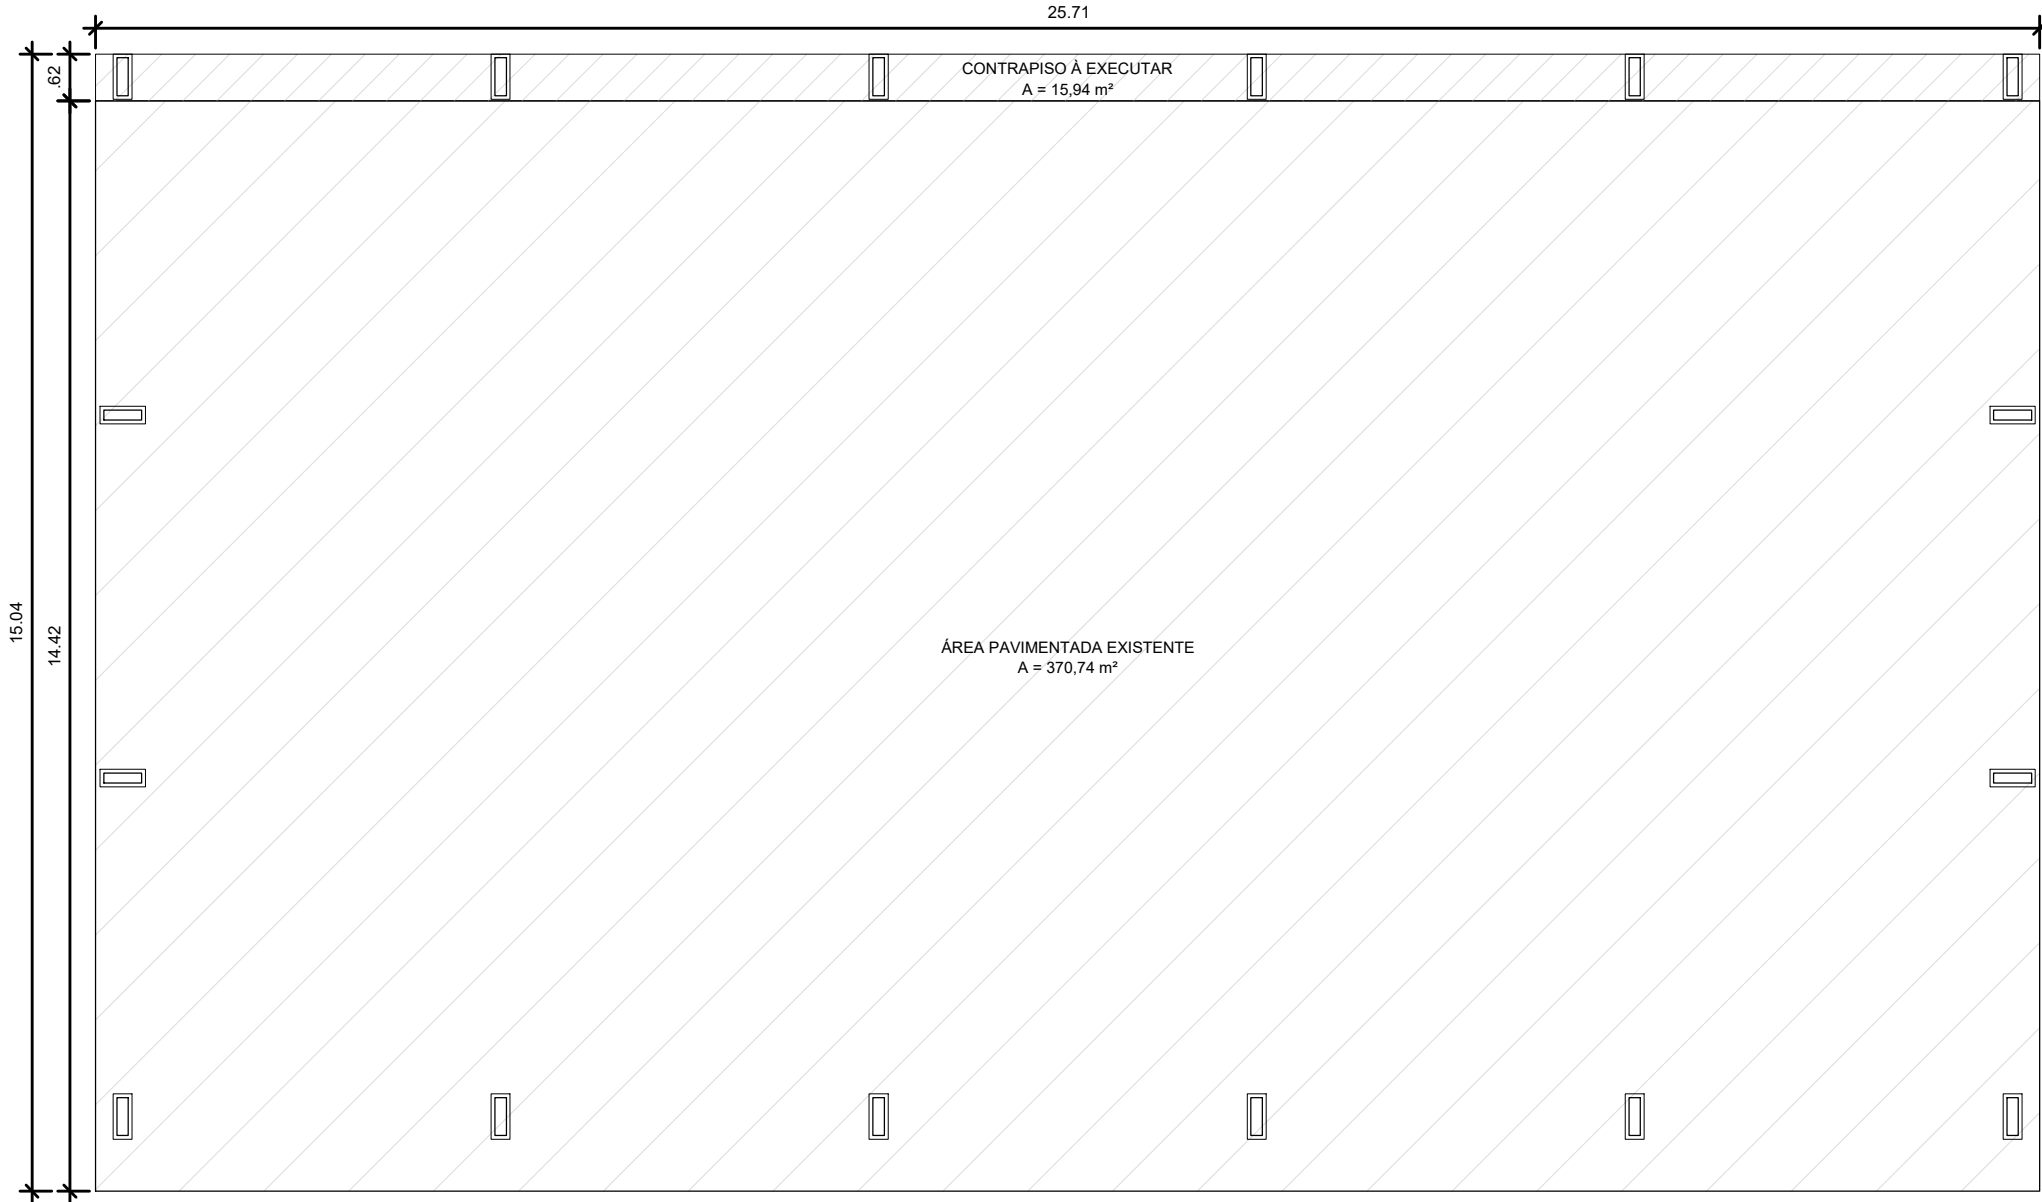 25.71
.62
CONTRAPISO À EXECUTAR
A = 15,94 m²
15.04
14.42
ÁREA PAVIMENTADA EXISTENTE
A = 370,74 m²